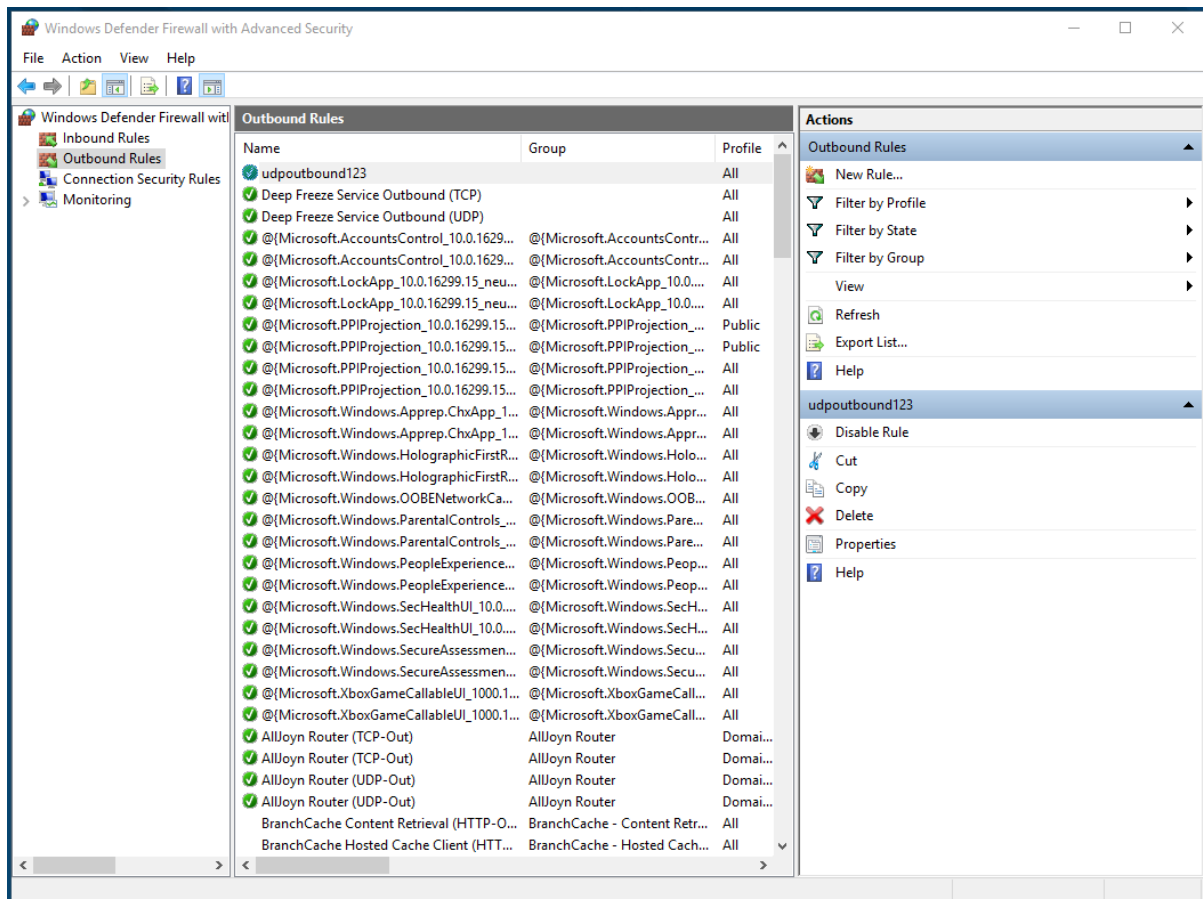 Windows Defender Firewall with Advanced Security
File Action View Help
Windows Defender Firewall witl
Inbound Rules
Outbound Rules
Connection Security Rules
Monitoring
Outbound Rules
Name Group Profile
udpoutbound123 All
Deep Freeze Service Outbound (TCP) All
Deep Freeze Service Outbound (UDP) All
@{Microsoft.AccountsControl_10.0.1629... @{Microsoft.AccountsContr... All
@{Microsoft.AccountsControl_10.0.1629... @{Microsoft.AccountsContr... All
@{Microsoft.LockApp_10.0.16299.15_neu... @{Microsoft.LockApp_10.0.... All
@{Microsoft.LockApp_10.0.16299.15_neu... @{Microsoft.LockApp_10.0.... All
@{Microsoft.PPIProjection_10.0.16299.15... @{Microsoft.PPIProjection_... Public
@{Microsoft.PPIProjection_10.0.16299.15... @{Microsoft.PPIProjection_... Public
@{Microsoft.PPIProjection_10.0.16299.15... @{Microsoft.PPIProjection_... All
@{Microsoft.PPIProjection_10.0.16299.15... @{Microsoft.PPIProjection_... All
@{Microsoft.Windows.Apprep.ChxApp_1... @{Microsoft.Windows.Appr... All
@{Microsoft.Windows.Apprep.ChxApp_1... @{Microsoft.Windows.Appr... All
@{Microsoft.Windows.HolographicFirstR... @{Microsoft.Windows.Holo... All
@{Microsoft.Windows.HolographicFirstR... @{Microsoft.Windows.Holo... All
@{Microsoft.Windows.OOBENetworkCa... @{Microsoft.Windows.OOB... All
@{Microsoft.Windows.ParentalControls_... @{Microsoft.Windows.Pare... All
@{Microsoft.Windows.ParentalControls_... @{Microsoft.Windows.Pare... All
@{Microsoft.Windows.PeopleExperience... @{Microsoft.Windows.Peop... All
@{Microsoft.Windows.PeopleExperience... @{Microsoft.Windows.Peop... All
@{Microsoft.Windows.SecHealthUI_10.0.... @{Microsoft.Windows.SecH... All
@{Microsoft.Windows.SecHealthUI_10.0.... @{Microsoft.Windows.SecH... All
@{Microsoft.Windows.SecureAssessmen... @{Microsoft.Windows.Secu... All
@{Microsoft.Windows.SecureAssessmen... @{Microsoft.Windows.Secu... All
@{Microsoft.XboxGameCallableUI_1000.1... @{Microsoft.XboxGameCall... All
@{Microsoft.XboxGameCallableUI_1000.1... @{Microsoft.XboxGameCall... All
AllJoyn Router (TCP-Out) AllJoyn Router Domai...
AllJoyn Router (TCP-Out) AllJoyn Router Domai...
AllJoyn Router (UDP-Out) AllJoyn Router Domai...
AllJoyn Router (UDP-Out) AllJoyn Router Domai...
BranchCache Content Retrieval (HTTP-O... BranchCache - Content Retr... All
BranchCache Hosted Cache Client (HTT... BranchCache - Hosted Cach... All
Actions
Outbound Rules
New Rule...
Filter by Profile
Filter by State
Filter by Group
View
Refresh
Export List...
Help
udpoutbound123
Disable Rule
Cut
Copy
Delete
Properties
Help